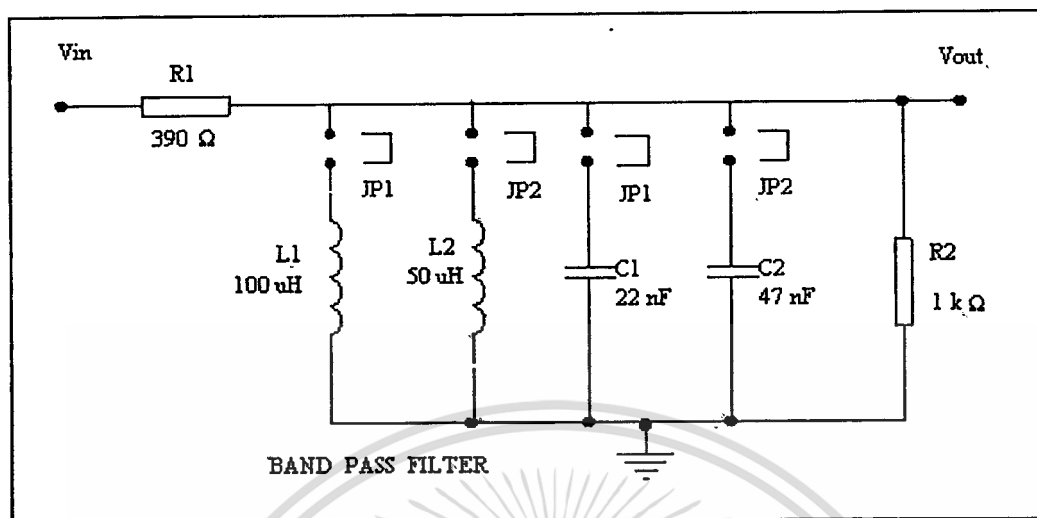 Vin
Vout
R1
390 Ω
JP1
JP2
JP1
JP2
L1
100 uH
L2
50 uH
C1
22 nF
C2
47 nF
R2
1 k Ω
BAND PASS FILTER